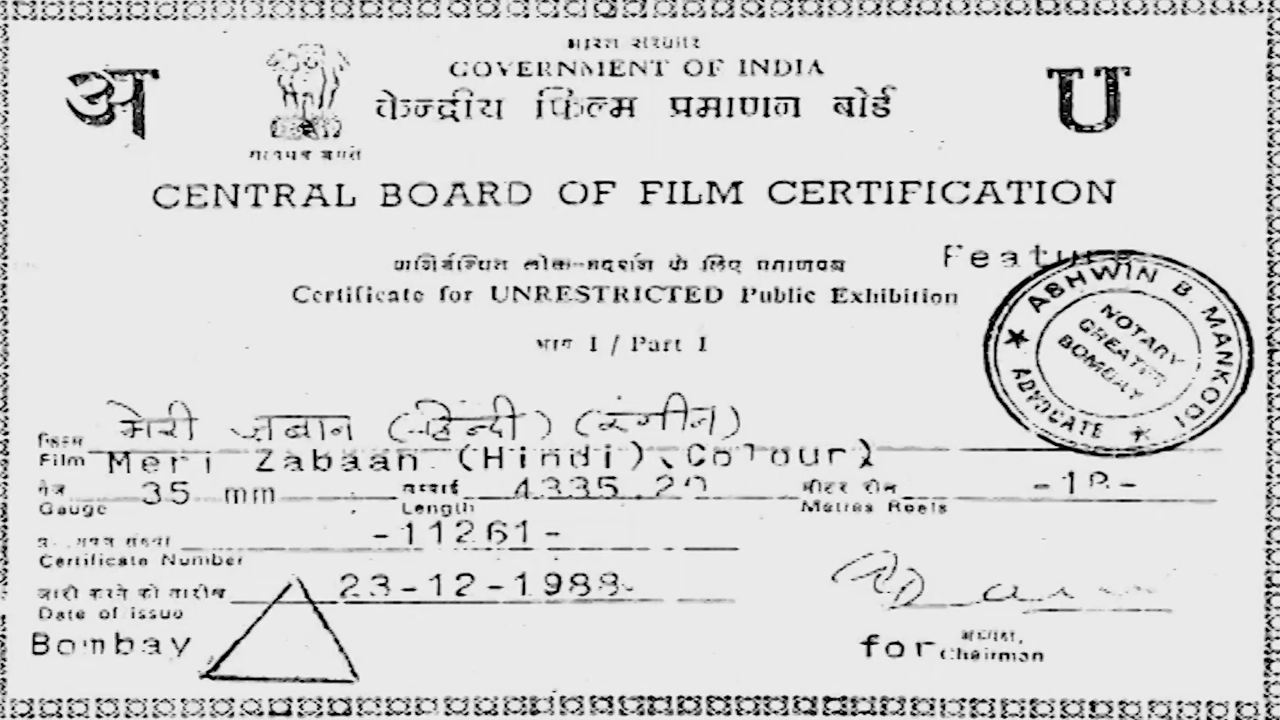 भारत सरकार
GOVERNMENT OF INDIA
अ
केन्द्रीय फिल्म प्रमाणन बोर्ड
U
CENTRAL BOARD OF FILM CERTIFICATION
Feature
Certificate for UNRESTRICTED Public Exhibition
भाग I / Part I
ASHWIN B. MANKODI
NOTARY
GREATER
BOMBAY
ADVOCATE
मेरी ज़बान (हिन्दी) (रंगीन)
Film Meri Zabaan (Hindi) (Colour)
Gauge 35 mm Length 4335.20 Metres Reels -18-
Certificate Number -11261-
जारी करने की तारीख
Date of issue 23-12-1988
Bombay
for Chairman